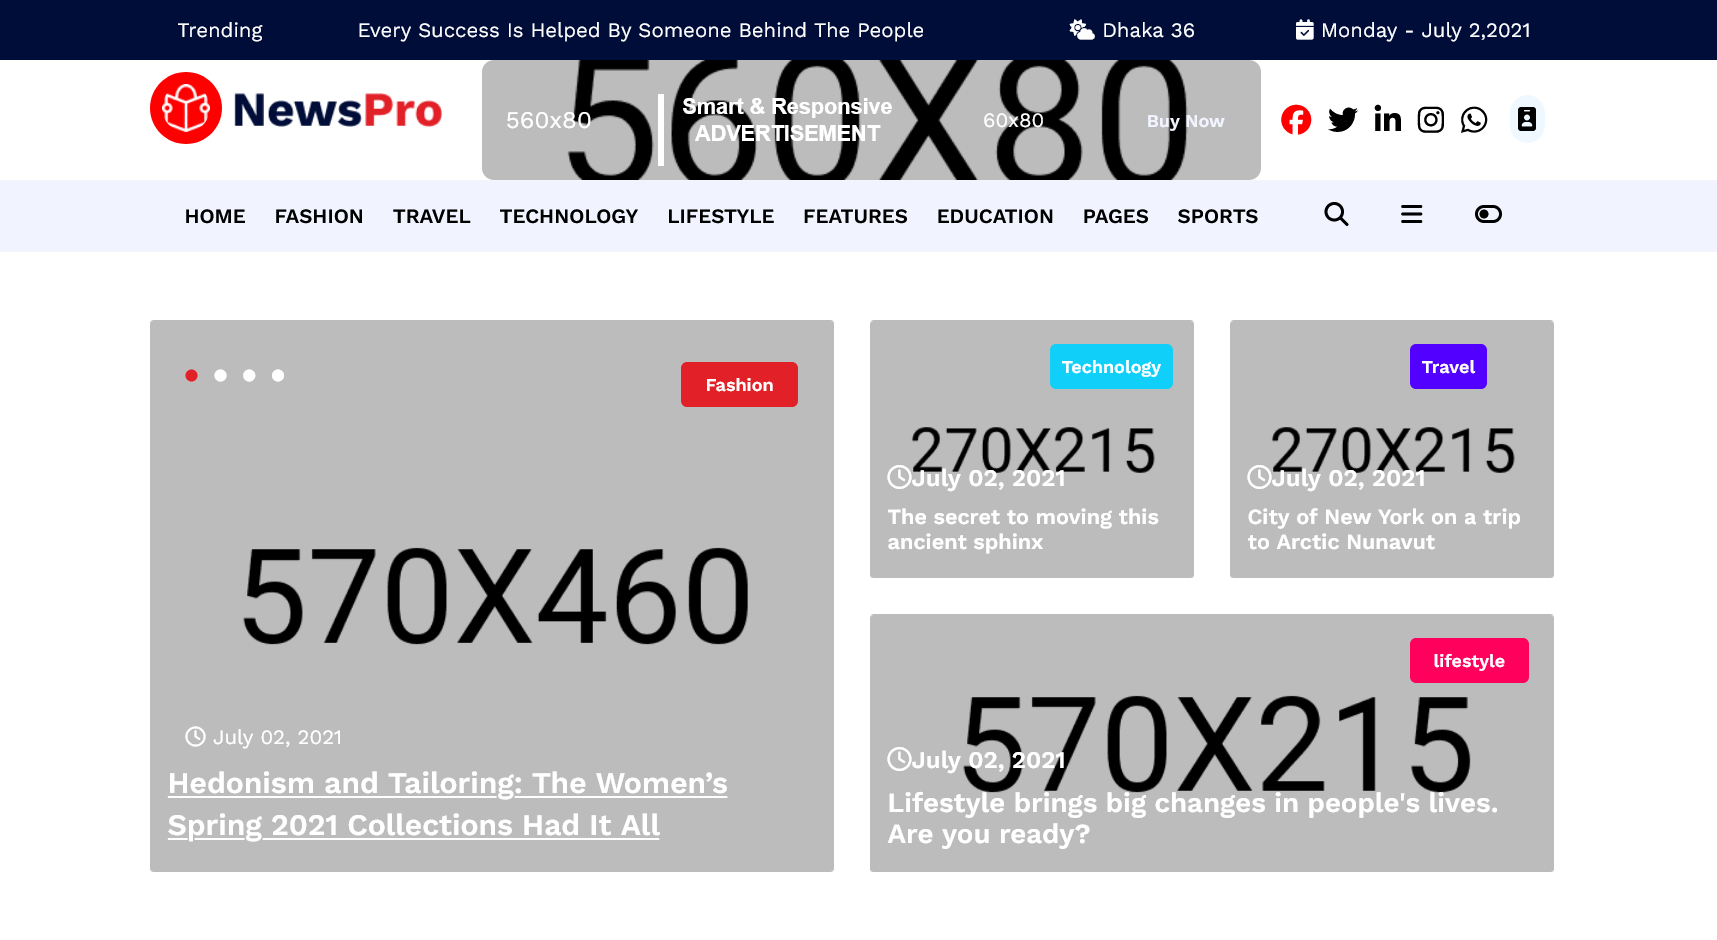 Trending
Every Success Is Helped By Someone Behind The People
Dhaka 36
Monday - July 2,2021
NewsPro
560X80
560x80
Smart & Responsive
ADVERTISEMENT
60x80
Buy Now
HOME
FASHION
TRAVEL
TECHNOLOGY
LIFESTYLE
FEATURES
EDUCATION
PAGES
SPORTS
Fashion
570X460
July 02, 2021
Hedonism and Tailoring: The Women’s
Spring 2021 Collections Had It All
Technology
270X215
July 02, 2021
The secret to moving this
ancient sphinx
Travel
270X215
July 02, 2021
City of New York on a trip
to Arctic Nunavut
lifestyle
570X215
July 02, 2021
Lifestyle brings big changes in people's lives.
Are you ready?